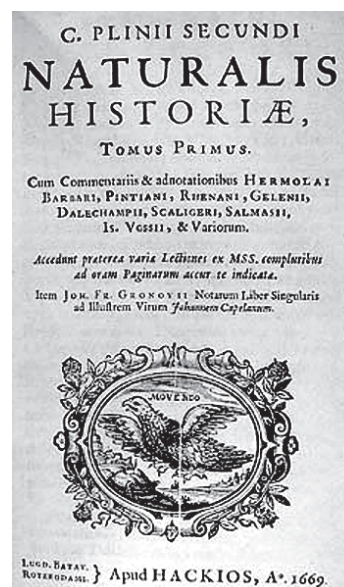 C. PLINII SECUNDI
NATURALIS
HISTORIÆ,
TOMUS PRIMUS.
Cum Commentariis & adnotationibus HERMOLAI
BARBARI, PINTIANI, RHENANI, GELENII,
DALECHAMPII, SCALIGERI, SALMASII,
IS. VOSSII, & Variorum.
Accedunt præterea variæ Lectiones ex MSS. compluribus
ad oram Paginarum accur te indicatæ.
Item JOH. FR. GRONOVII Notarum Liber Singularis
ad Illustrem Virum Johannem Capelanum.
MOVENDO
LUGD. BATAV.
ROTERODAMI. } Apud HACKIOS, Aº. 1669.